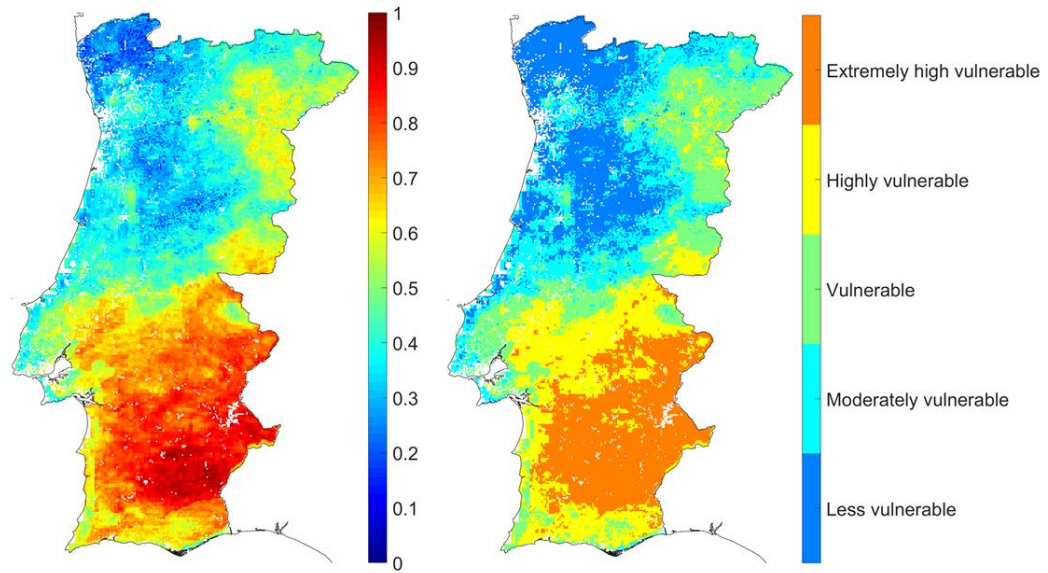 1
0.9
0.8
0.7
0.6
0.5
0.4
0.3
0.2
0.1
0
Extremely high vulnerable
Highly vulnerable
Vulnerable
Moderately vulnerable
Less vulnerable